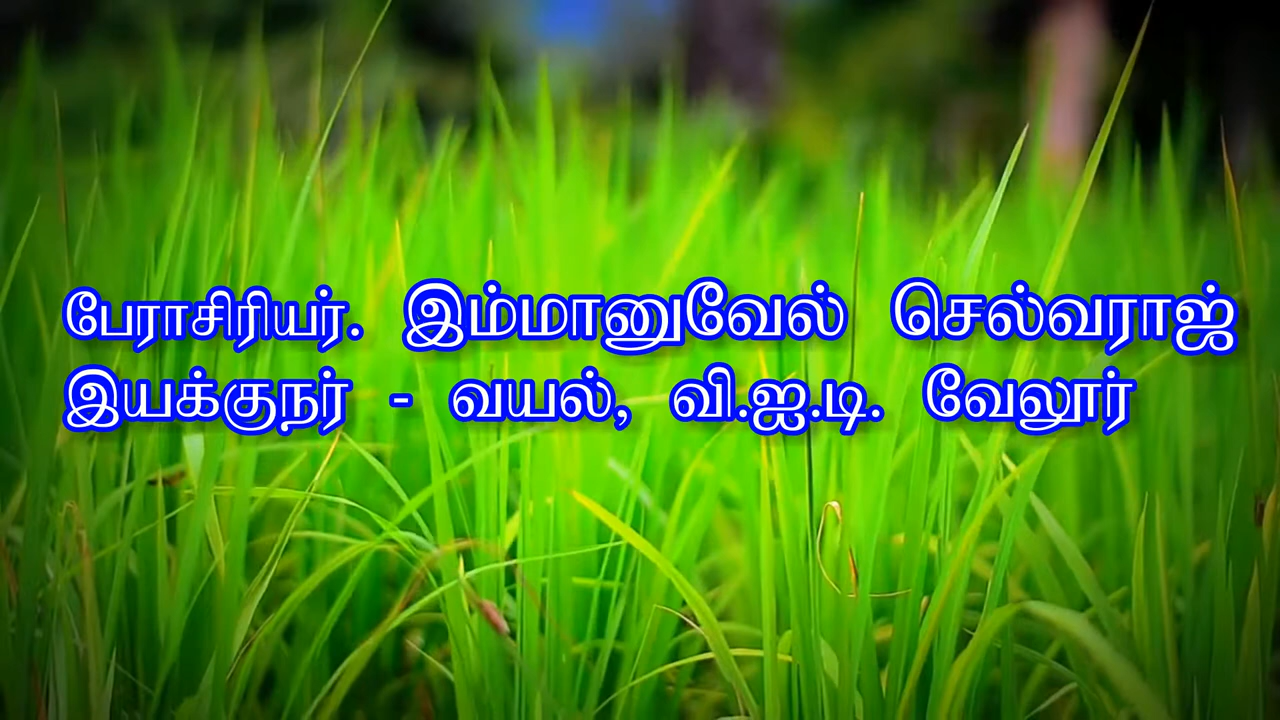 பேராசிரியர். இம்மானுவேல் செல்வராஜ்
இயக்குநர் - வயல், வி.ஐ.டி. வேலூர்